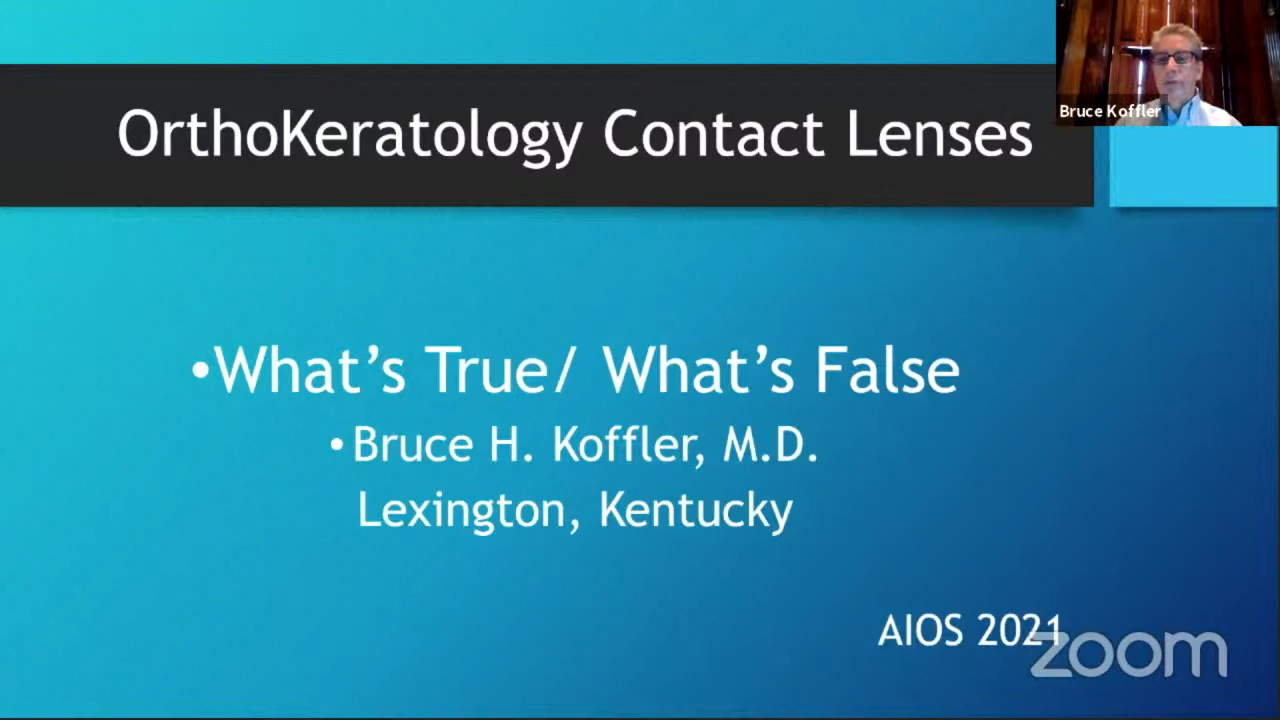 Bruce Koffler
OrthoKeratology Contact Lenses
•What's True/ What's False
•Bruce H. Koffler, M.D.
Lexington, Kentucky
AIOS 2021
zoom